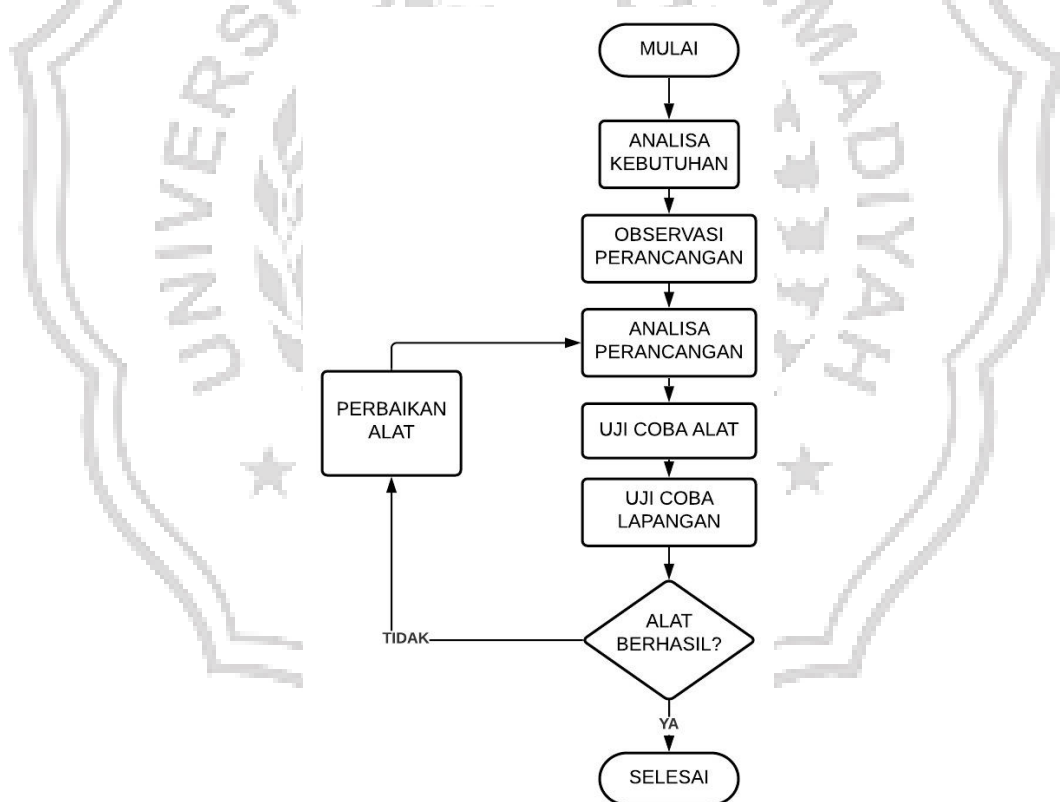 MULAI
ANALISA
KEBUTUHAN
OBSERVASI
PERANCANGAN
ANALISA
PERANCANGAN
PERBAIKAN
ALAT
UJI COBA ALAT
UJI COBA
LAPANGAN
ALAT
BERHASIL?
TIDAK
YA
SELESAI